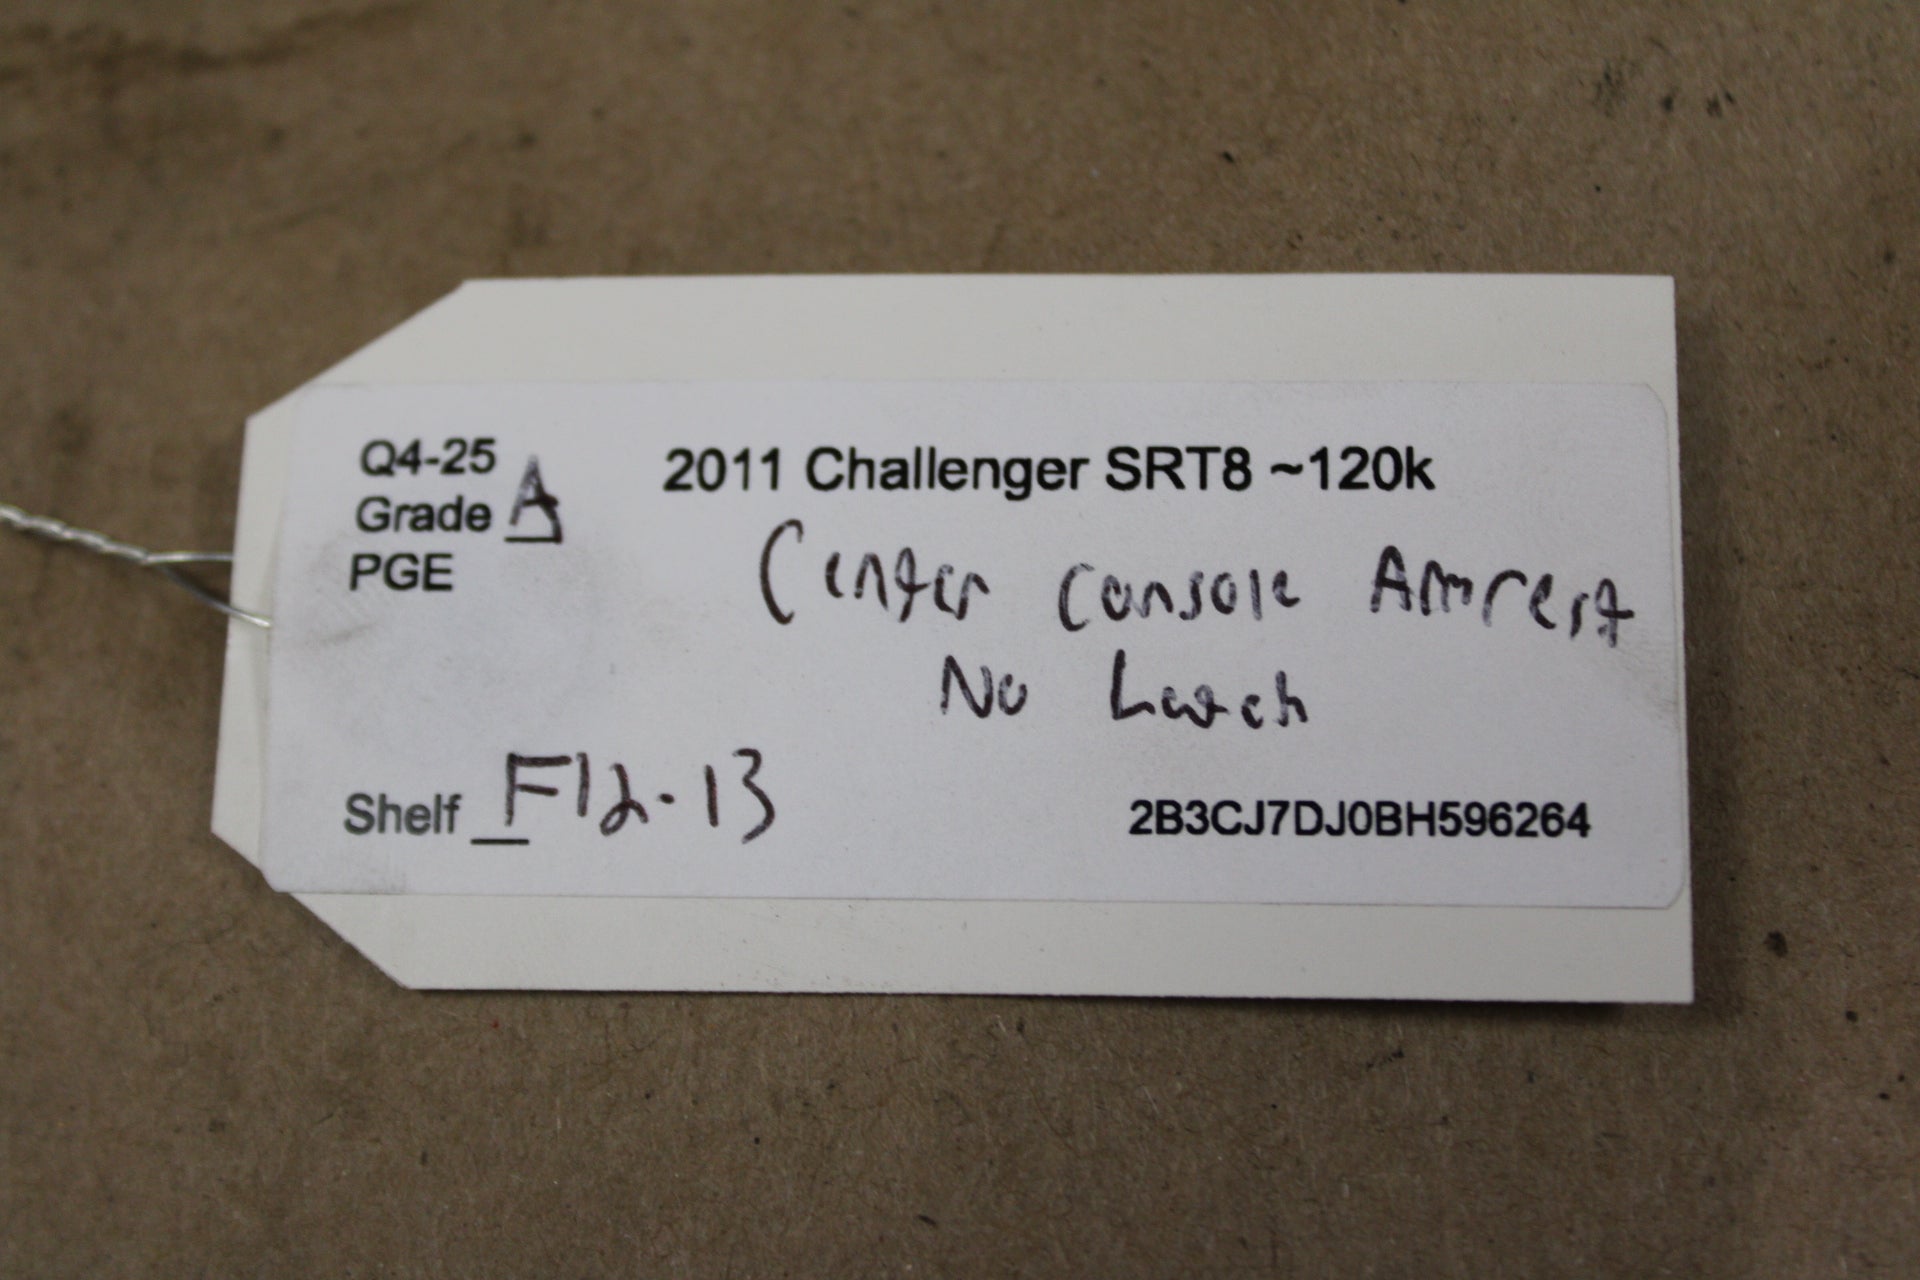 Q4-25
Grade A
PGE
2011 Challenger SRT8 ~120k
Center console Amrest
No Latch
Shelf F12-13
2B3CJ7DJ0BH596264